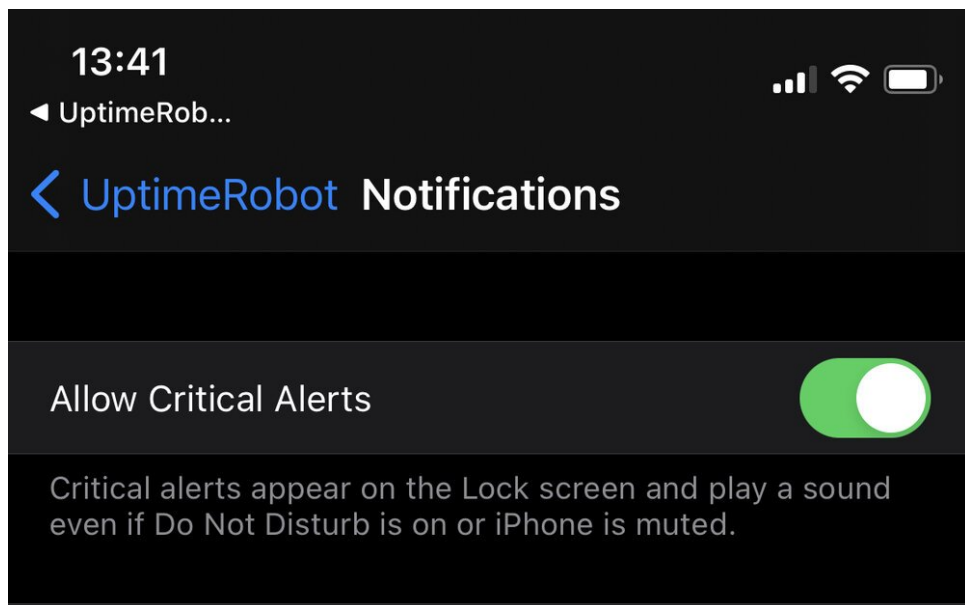 13:41
UptimeRob...
UptimeRobot Notifications
Allow Critical Alerts
Critical alerts appear on the Lock screen and play a sound
even if Do Not Disturb is on or iPhone is muted.